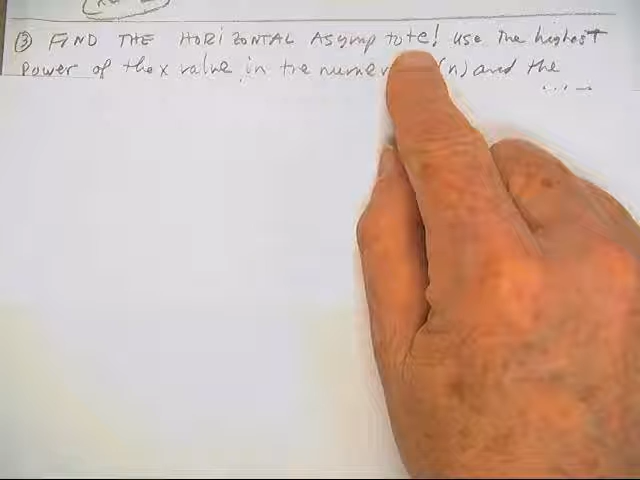 ③ FIND THE HORIZONTAL Asymptote! Use the highest
Power of the x value in the numer (n) and the